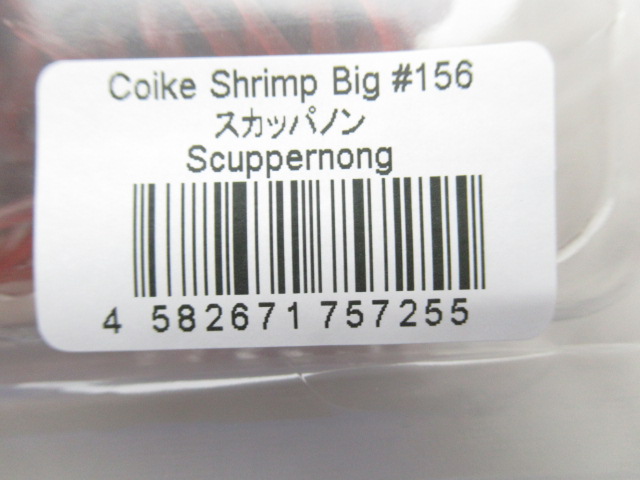 Coike Shrimp Big #156
スカッパノン
Scuppernong
4 582671 757255